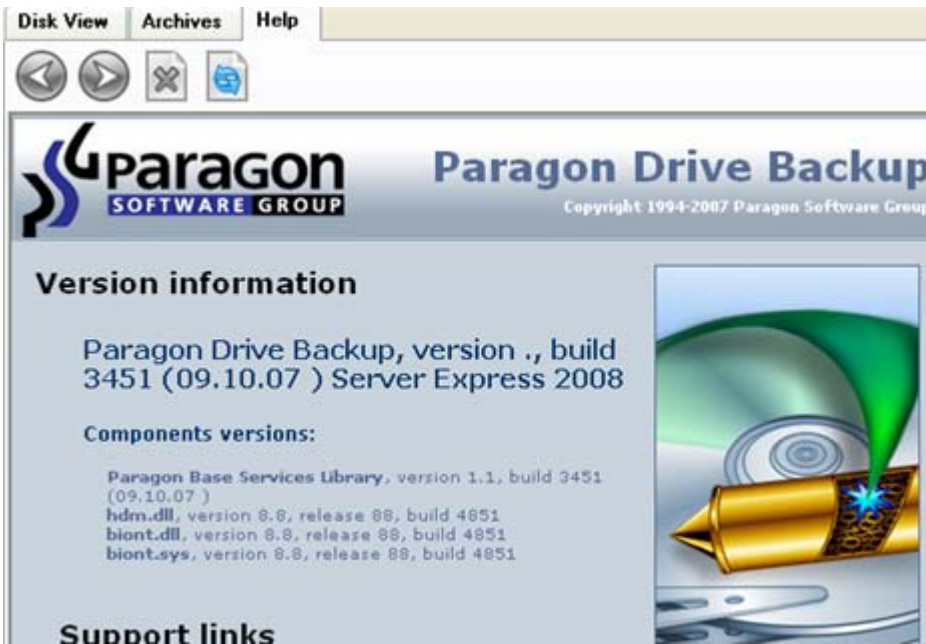 Disk View Archives Help
Paragon
SOFTWARE GROUP
Paragon Drive Backup
Copyright 1994-2007 Paragon Software Group
Version information
Paragon Drive Backup, version ., build
3451 (09.10.07 ) Server Express 2008
Components versions:
Paragon Base Services Library, version 1.1, build 3451
(09.10.07 )
hdm.dll, version 8.8, release 88, build 4851
biont.dll, version 8.8, release 88, build 4851
biont.sys, version 8.8, release 88, build 4851
Support links